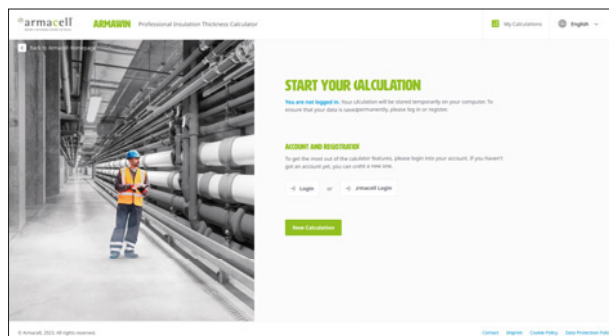 armacell
ARMAWIN Professional Insulation Thickness Calculator
My Calculations
English
Back to Armacell Homepage
START YOUR CALCULATION
You are not logged in. Your calculation will be stored temporarily on your computer. To
ensure that your data is saved permanently, please log in or register.
ACCOUNT AND REGISTRATION
To get the most out of the calculator features, please login into your account. If you haven't
got an account yet, you can create a new one.
Login or Armacell Login
New Calculation
© Armacell, 2023. All rights reserved.
Contact Imprint Cookie Policy Data Protection Policy